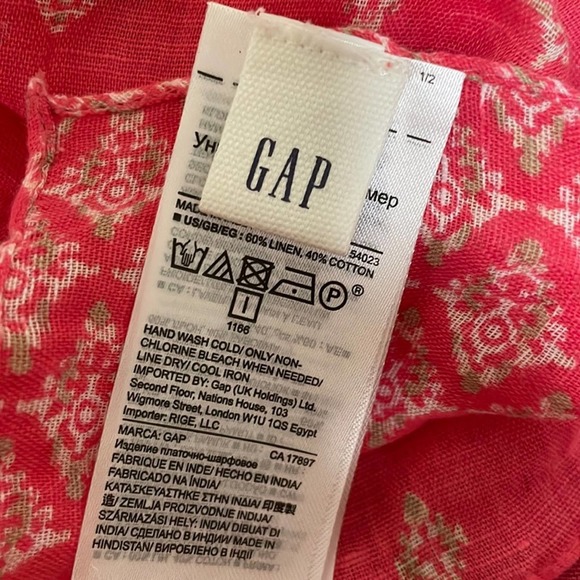 1/2
GAP
Ун мер
MADE
54023
■ US/GB/EG : 60% LINEN, 40% COTTON
P®
I
1166
HAND WASH COLD/ ONLY NON-
CHLORINE BLEACH WHEN NEEDED/
LINE DRY/ COOL IRON
IMPORTED BY: Gap (UK Holdings) Ltd.
Second Floor, Nations House, 103
Wigmore Street, London W1U 1QS Egypt
Importer: RIGE, LLC
MARCA: GAP CA 17897
Изделие платочно-шарфовое
FABRIQUE EN INDE/ HECHO EN INDIA/
FABRICADO NA ÍNDIA/
ΚΑΤΑΣΚΕΥΑΣΤΗΚΕ ΣΤΗΝ ΙΝΔΙΑ/ 印度製
造/ ZEMLJA PROIZVODNJE INDIJA/
SZÁRMAZÁSI HELY: INDIA/ DIBUAT DI
INDIA/ СДЕЛАНО В ИНДИИ/ MADE IN
HINDISTAN/ ВИРОБЛЕНО В ІНДІЇ